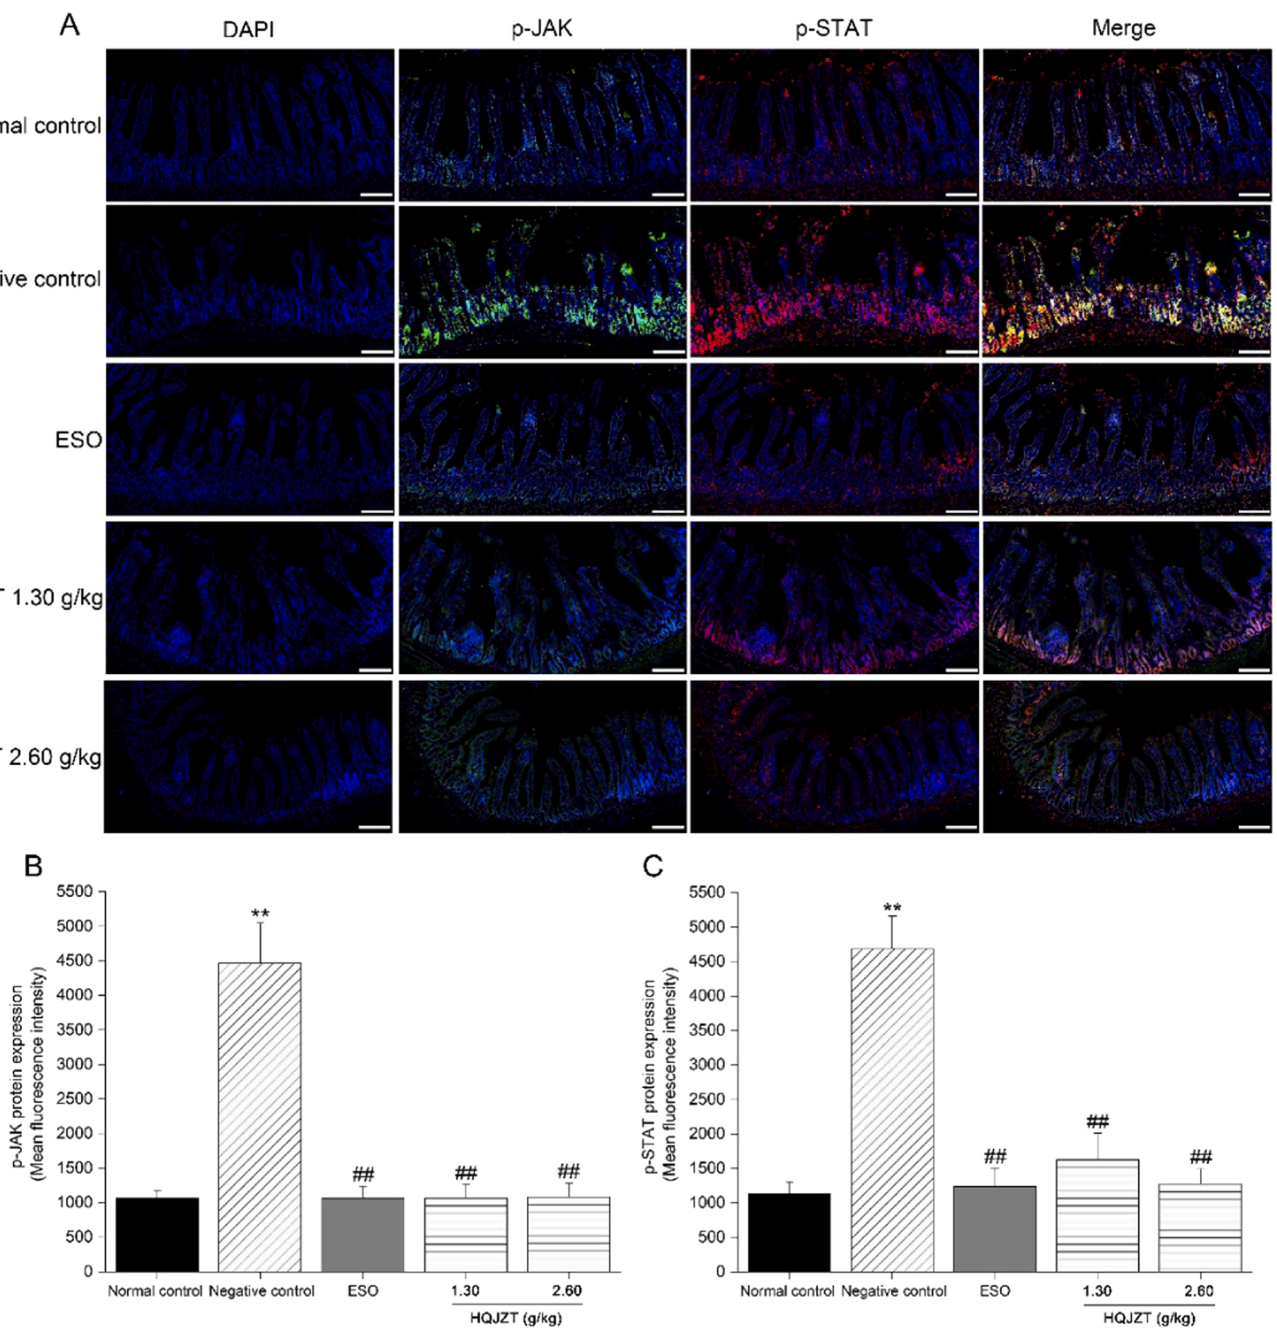 A
DAPI p-JAK p-STAT Merge
mal control
ive control
ESO
T 1.30 g/kg
T 2.60 g/kg
B
p-JAK protein expression
(Mean fluorescence intensity)
5500
5000
4500
4000
3500
3000
2500
2000
1500
1000
500
0
**
## ## ##
Normal control Negative control ESO 1.30 2.60
HQJZT (g/kg)
C
p-STAT protein expression
(Mean fluorescence intensity)
5500
5000
4500
4000
3500
3000
2500
2000
1500
1000
500
0
**
## ## ##
Normal control Negative control ESO 1.30 2.60
HQJZT (g/kg)